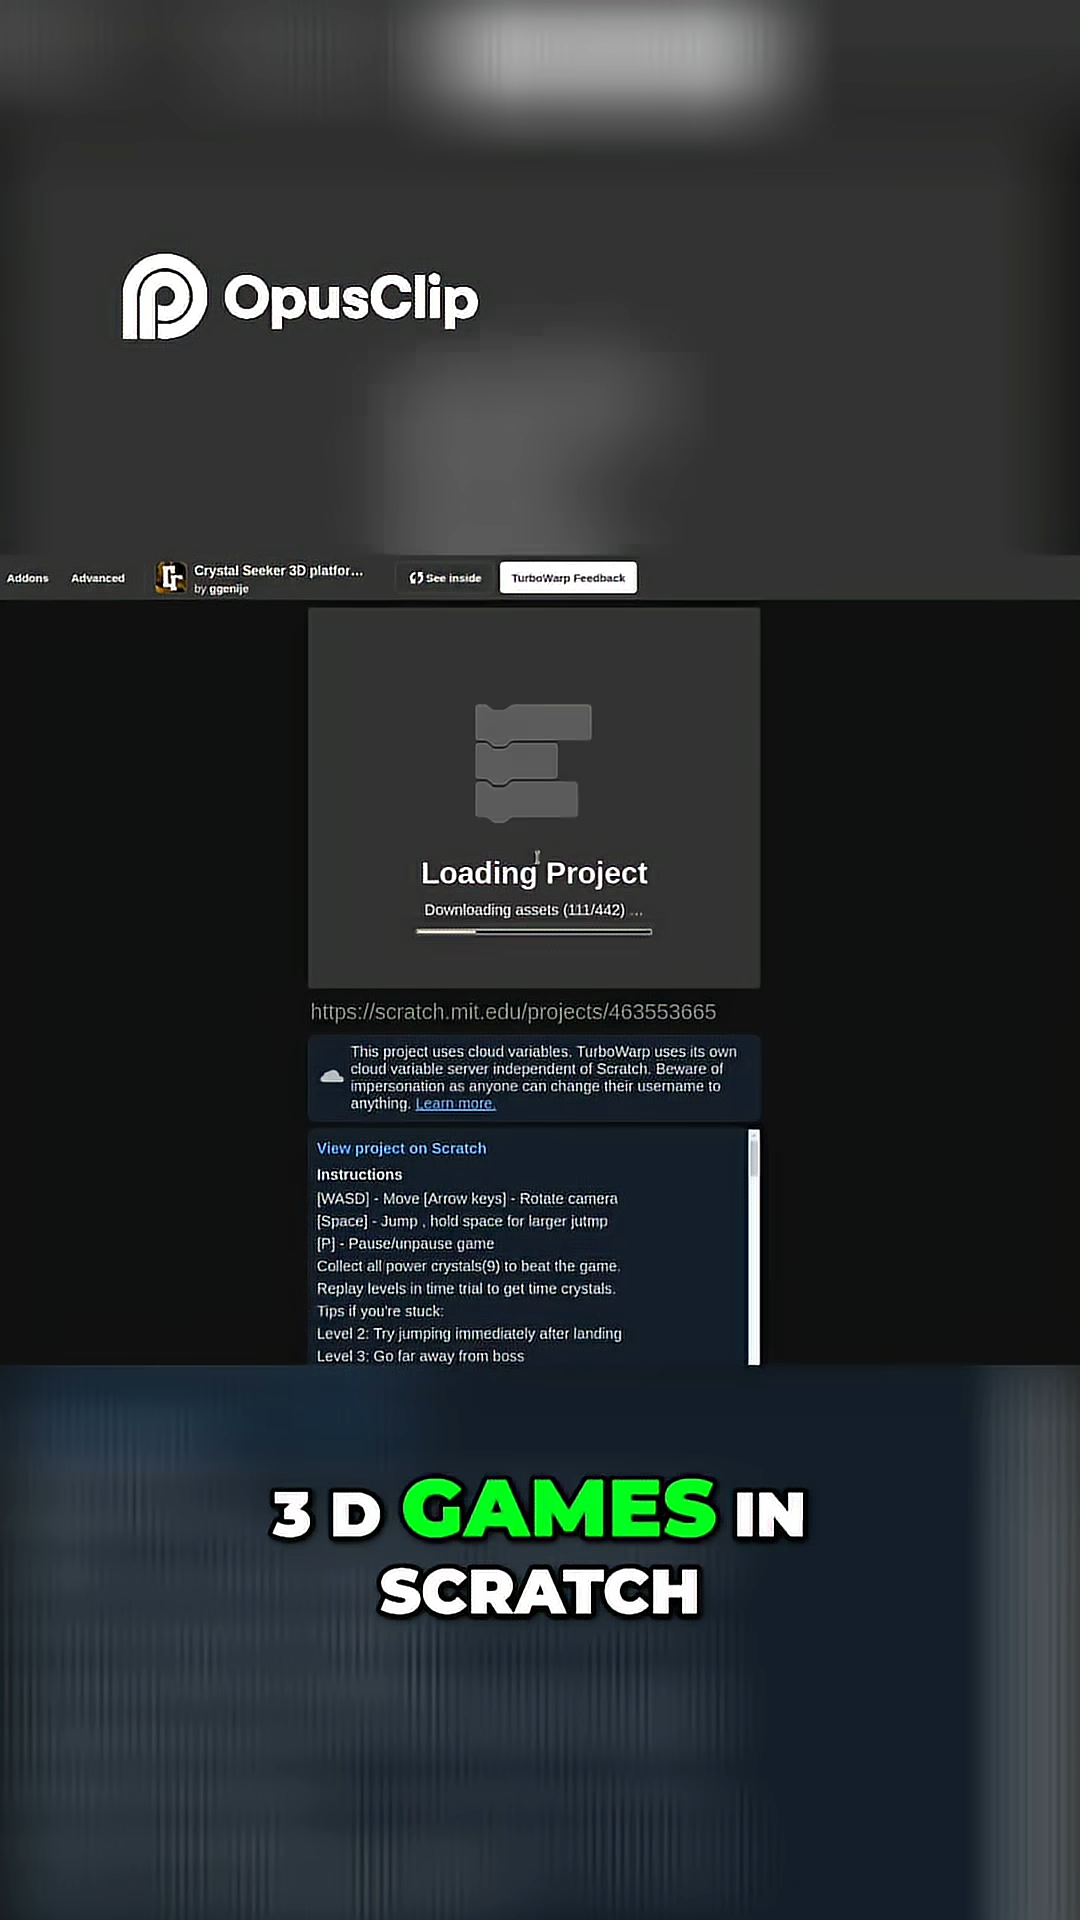 OpusClip
Addons Advanced Crystal Seeker 3D platfor... See inside TurboWarp Feedback
by ggenije
Loading Project
Downloading assets (111/442) ...
https://scratch.mit.edu/projects/463553665
This project uses cloud variables. TurboWarp uses its own
cloud variable server independent of Scratch. Beware of
impersonation as anyone can change their username to
anything. Learn more.
View project on Scratch
Instructions
[WASD] - Move [Arrow keys] - Rotate camera
[Space] - Jump , hold space for larger jutmp
[P] - Pause/unpause game
Collect all power crystals(9) to beat the game.
Replay levels in time trial to get time crystals.
Tips if you're stuck:
Level 2: Try jumping immediately after landing
Level 3: Go far away from boss
3 D GAMES IN
SCRATCH